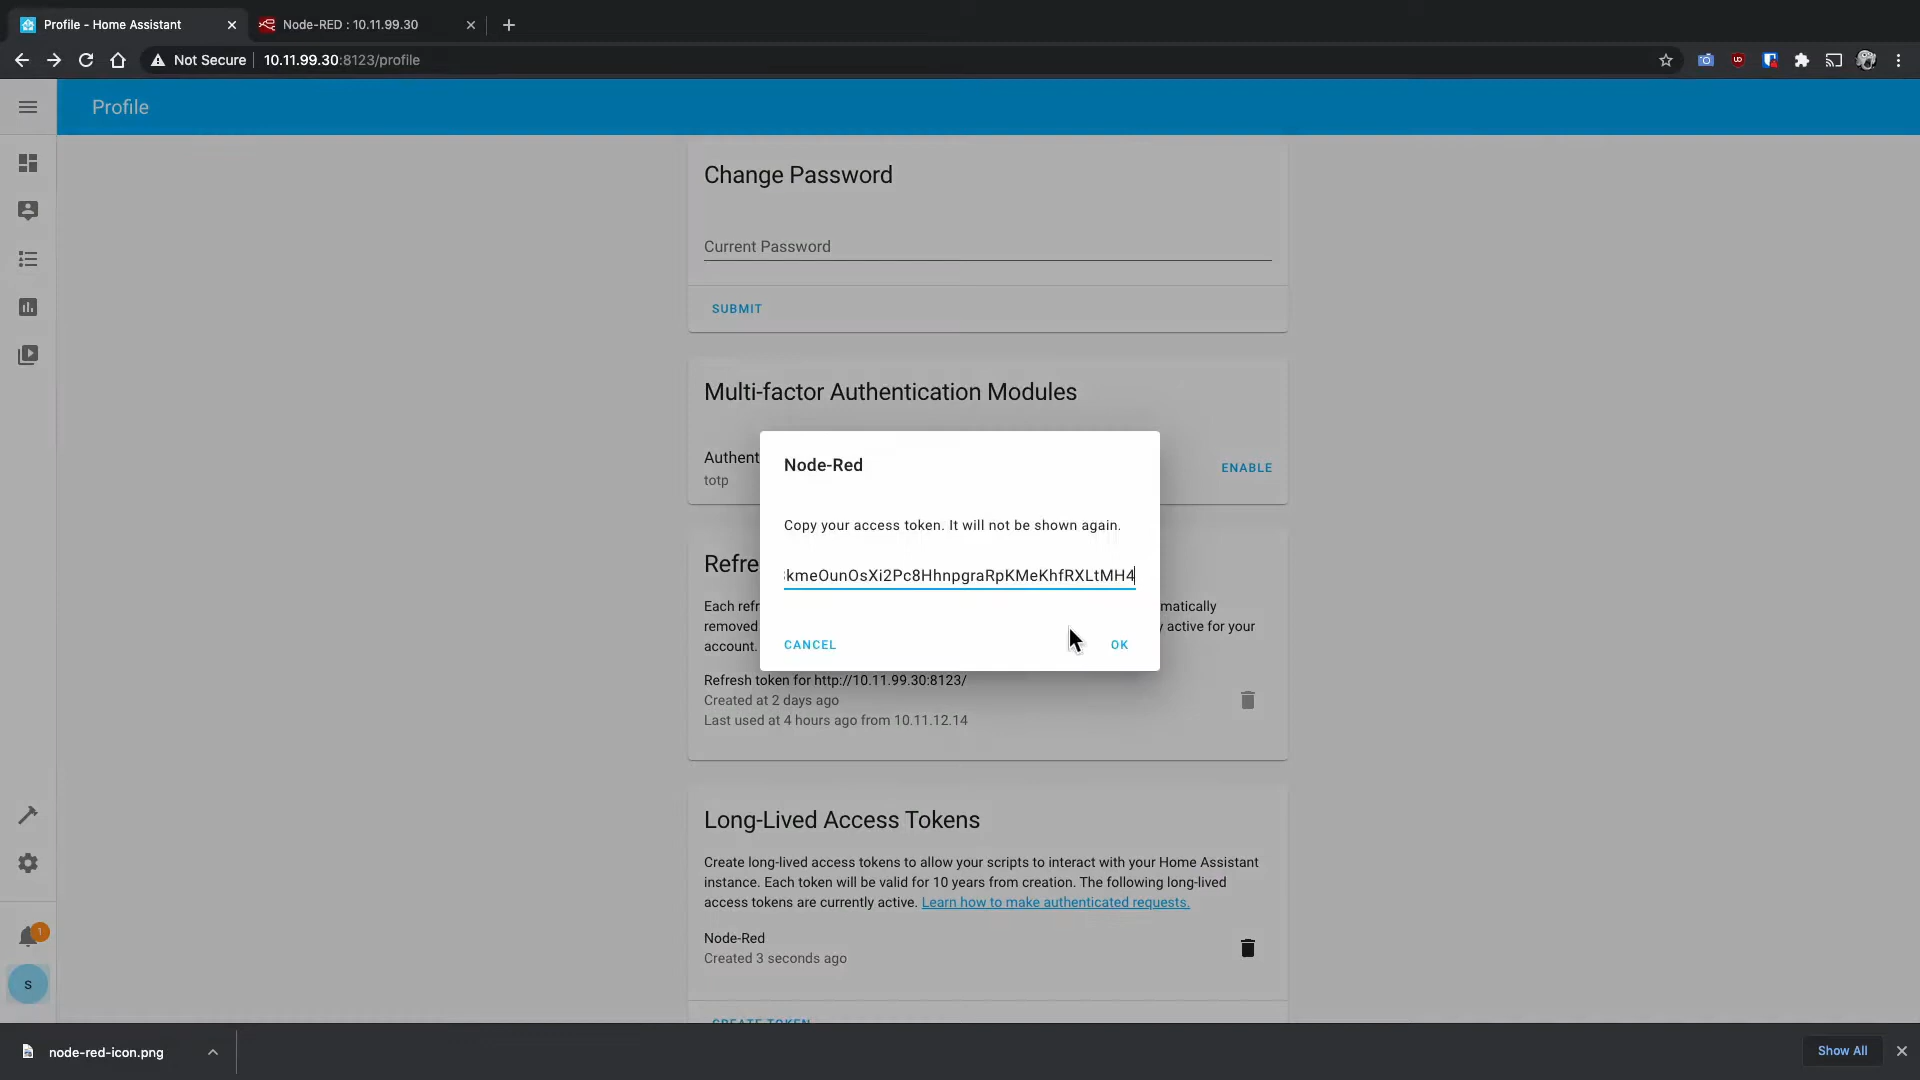 Profile - Home Assistant
Node-RED : 10.11.99.30
Not Secure
10.11.99.30:8123/profile
Profile
Change Password
Current Password
SUBMIT
Multi-factor Authentication Modules
Authent
totp
ENABLE
Node-Red
Copy your access token. It will not be shown again.
kmeOunOsXi2Pc8HhnpgraRpKMeKhfRXLtMH4
CANCEL
OK
Refre
Each refr
matically
removed
y active for your
account.
Refresh token for http://10.11.99.30:8123/
Created at 2 days ago
Last used at 4 hours ago from 10.11.12.14
Long-Lived Access Tokens
Create long-lived access tokens to allow your scripts to interact with your Home Assistant
instance. Each token will be valid for 10 years from creation. The following long-lived
access tokens are currently active. Learn how to make authenticated requests.
Node-Red
Created 3 seconds ago
CREATE TOKEN
1
S
node-red-icon.png
Show All